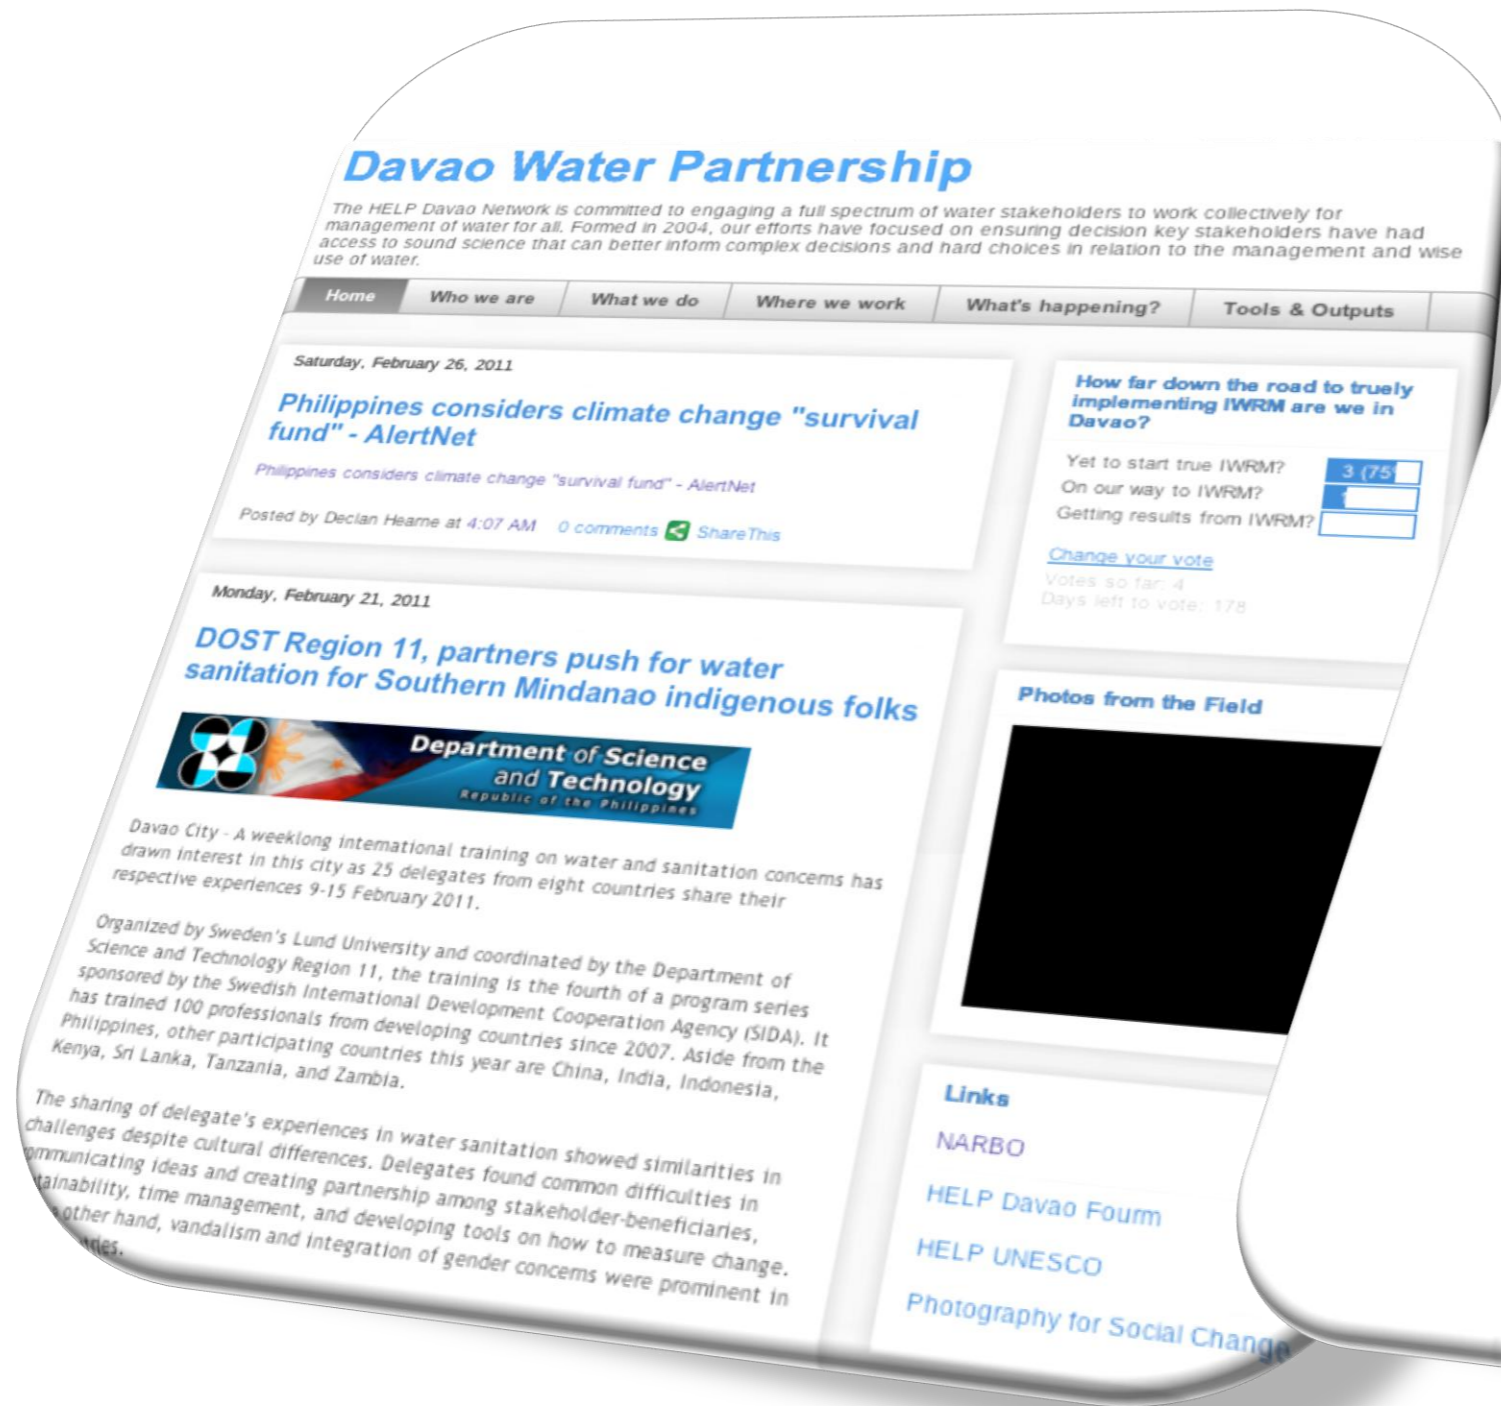 Davao Water Partnership
The HELP Davao Network is committed to engaging a full spectrum of water stakeholders to work collectively for
management of water for all. Formed in 2004, our efforts have focused on ensuring decision key stakeholders have had
access to sound science that can better inform complex decisions and hard choices in relation to the management and wise
use of water.
Home Who we are What we do Where we work What's happening? Tools & Outputs
Saturday, February 26, 2011
Philippines considers climate change "survival
fund" - AlertNet
Philippines considers climate change "survival fund" - AlertNet
Posted by Declan Hearne at 4:07 AM 0 comments ShareThis
Monday, February 21, 2011
DOST Region 11, partners push for water
sanitation for Southern Mindanao indigenous folks
Department of Science
and Technology
Republic of the Philippines
Davao City - A weeklong international training on water and sanitation concerns has
drawn interest in this city as 25 delegates from eight countries share their
respective experiences 9-15 February 2011.
Organized by Sweden's Lund University and coordinated by the Department of
Science and Technology Region 11, the training is the fourth of a program series
sponsored by the Swedish International Development Cooperation Agency (SIDA). It
has trained 100 professionals from developing countries since 2007. Aside from the
Philippines, other participating countries this year are China, India, Indonesia,
Kenya, Sri Lanka, Tanzania, and Zambia.
The sharing of delegate's experiences in water sanitation showed similarities in
challenges despite cultural differences. Delegates found common difficulties in
ommunicating ideas and creating partnership among stakeholder-beneficiaries,
tainability, time management, and developing tools on how to measure change.
other hand, vandalism and integration of gender concerns were prominent in
How far down the road to truely
implementing IWRM are we in
Davao?
Yet to start true IWRM? 3 (75
On our way to IWRM? 1
Getting results from IWRM?
Change your vote
Votes so far: 4
Days left to vote: 178
Photos from the Field
Links
NARBO
HELP Davao Fourm
HELP UNESCO
Photography for Social Change